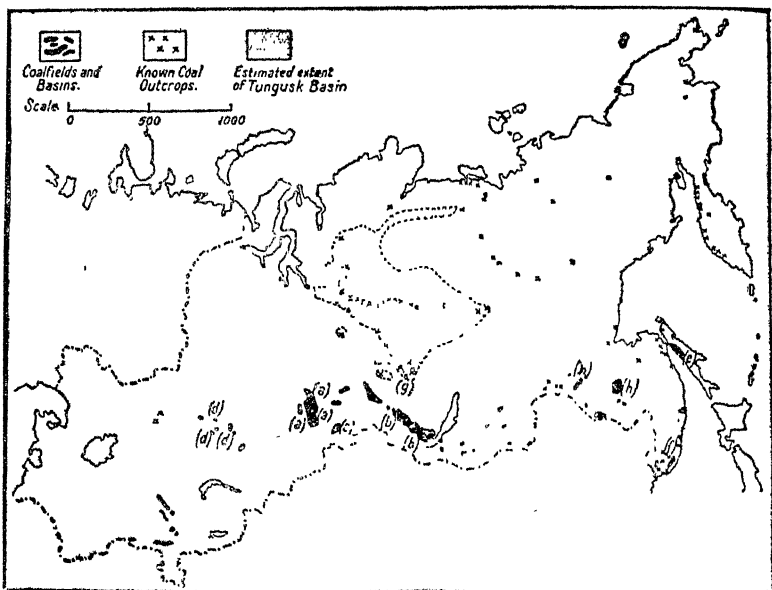 Coalfields and
Basins.
Known Coal
Outcrops.
Estimated extent
of Tungusk Basin
Scale
0 500 1000
(a)
(a)
(a)
(b)
(b)
(c)
(d)
(d)
(d)
(e)
(f)
(g)
(h)
(h)